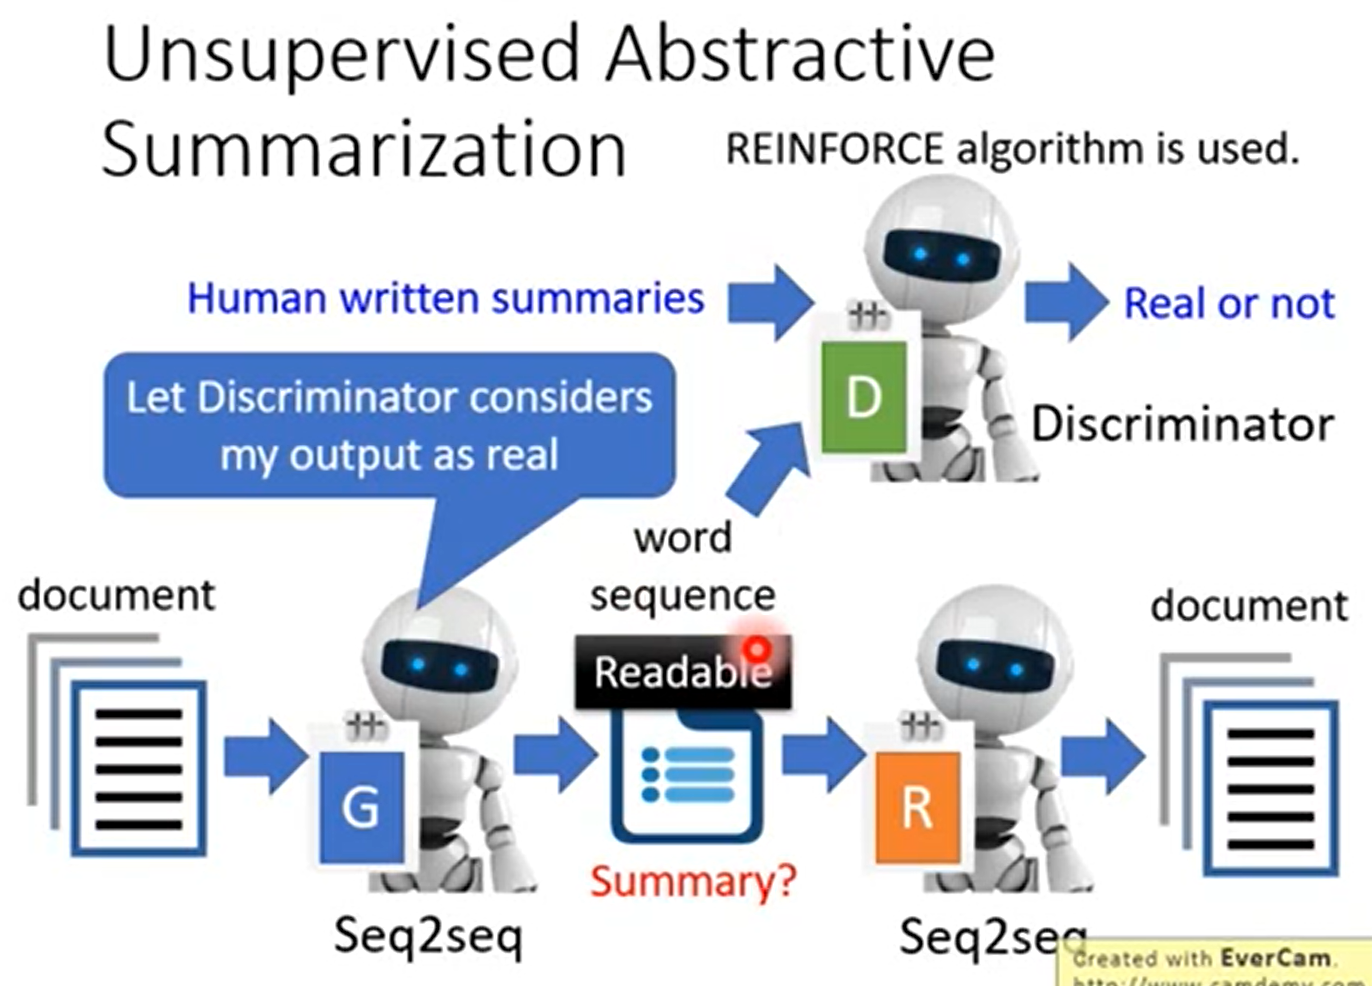 Unsupervised Abstractive
Summarization
REINFORCE algorithm is used.
Human written summaries
Real or not
Let Discriminator considers
my output as real
D
Discriminator
word
sequence
document
document
Readable
G
R
Summary?
Seq2seq
Seq2seq
Created with EverCam.
http://www.camdemy.com